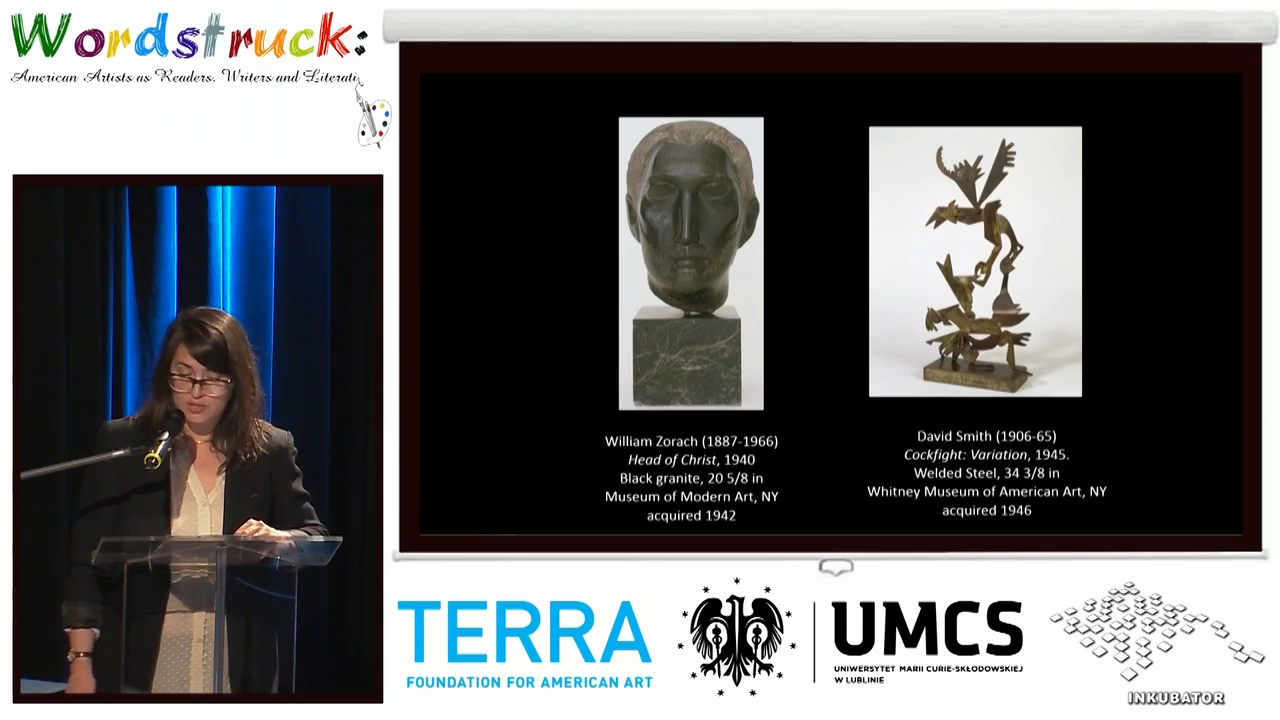 Wordstruck:
American Artists as Readers, Writers and Literati
William Zorach (1887-1966)
Head of Christ, 1940
Black granite, 20 5/8 in
Museum of Modern Art, NY
acquired 1942
David Smith (1906-65)
Cockfight: Variation, 1945.
Welded Steel, 34 3/8 in
Whitney Museum of American Art, NY
acquired 1946
TERRA
FOUNDATION FOR AMERICAN ART
UMCS
UNIWERSYTET MARII CURIE-SKŁODOWSKIEJ
W LUBLINIE
INKUBATOR